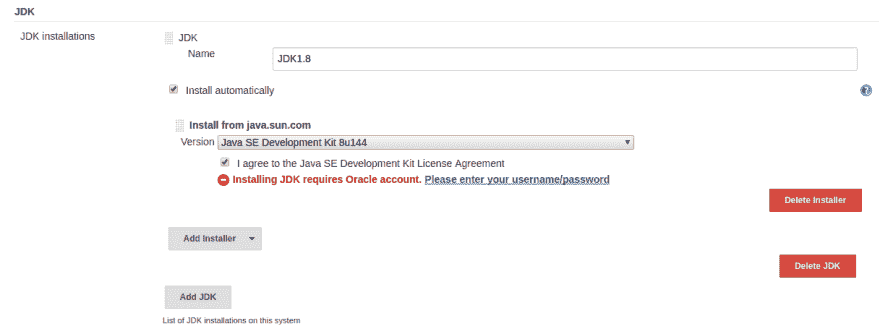 JDK
JDK installations
JDK
Name
JDK1.8
Install automatically
Install from java.sun.com
Version Java SE Development Kit 8u144
I agree to the Java SE Development Kit License Agreement
Installing JDK requires Oracle account. Please enter your username/password
Delete Installer
Add Installer
Delete JDK
Add JDK
List of JDK installations on this system